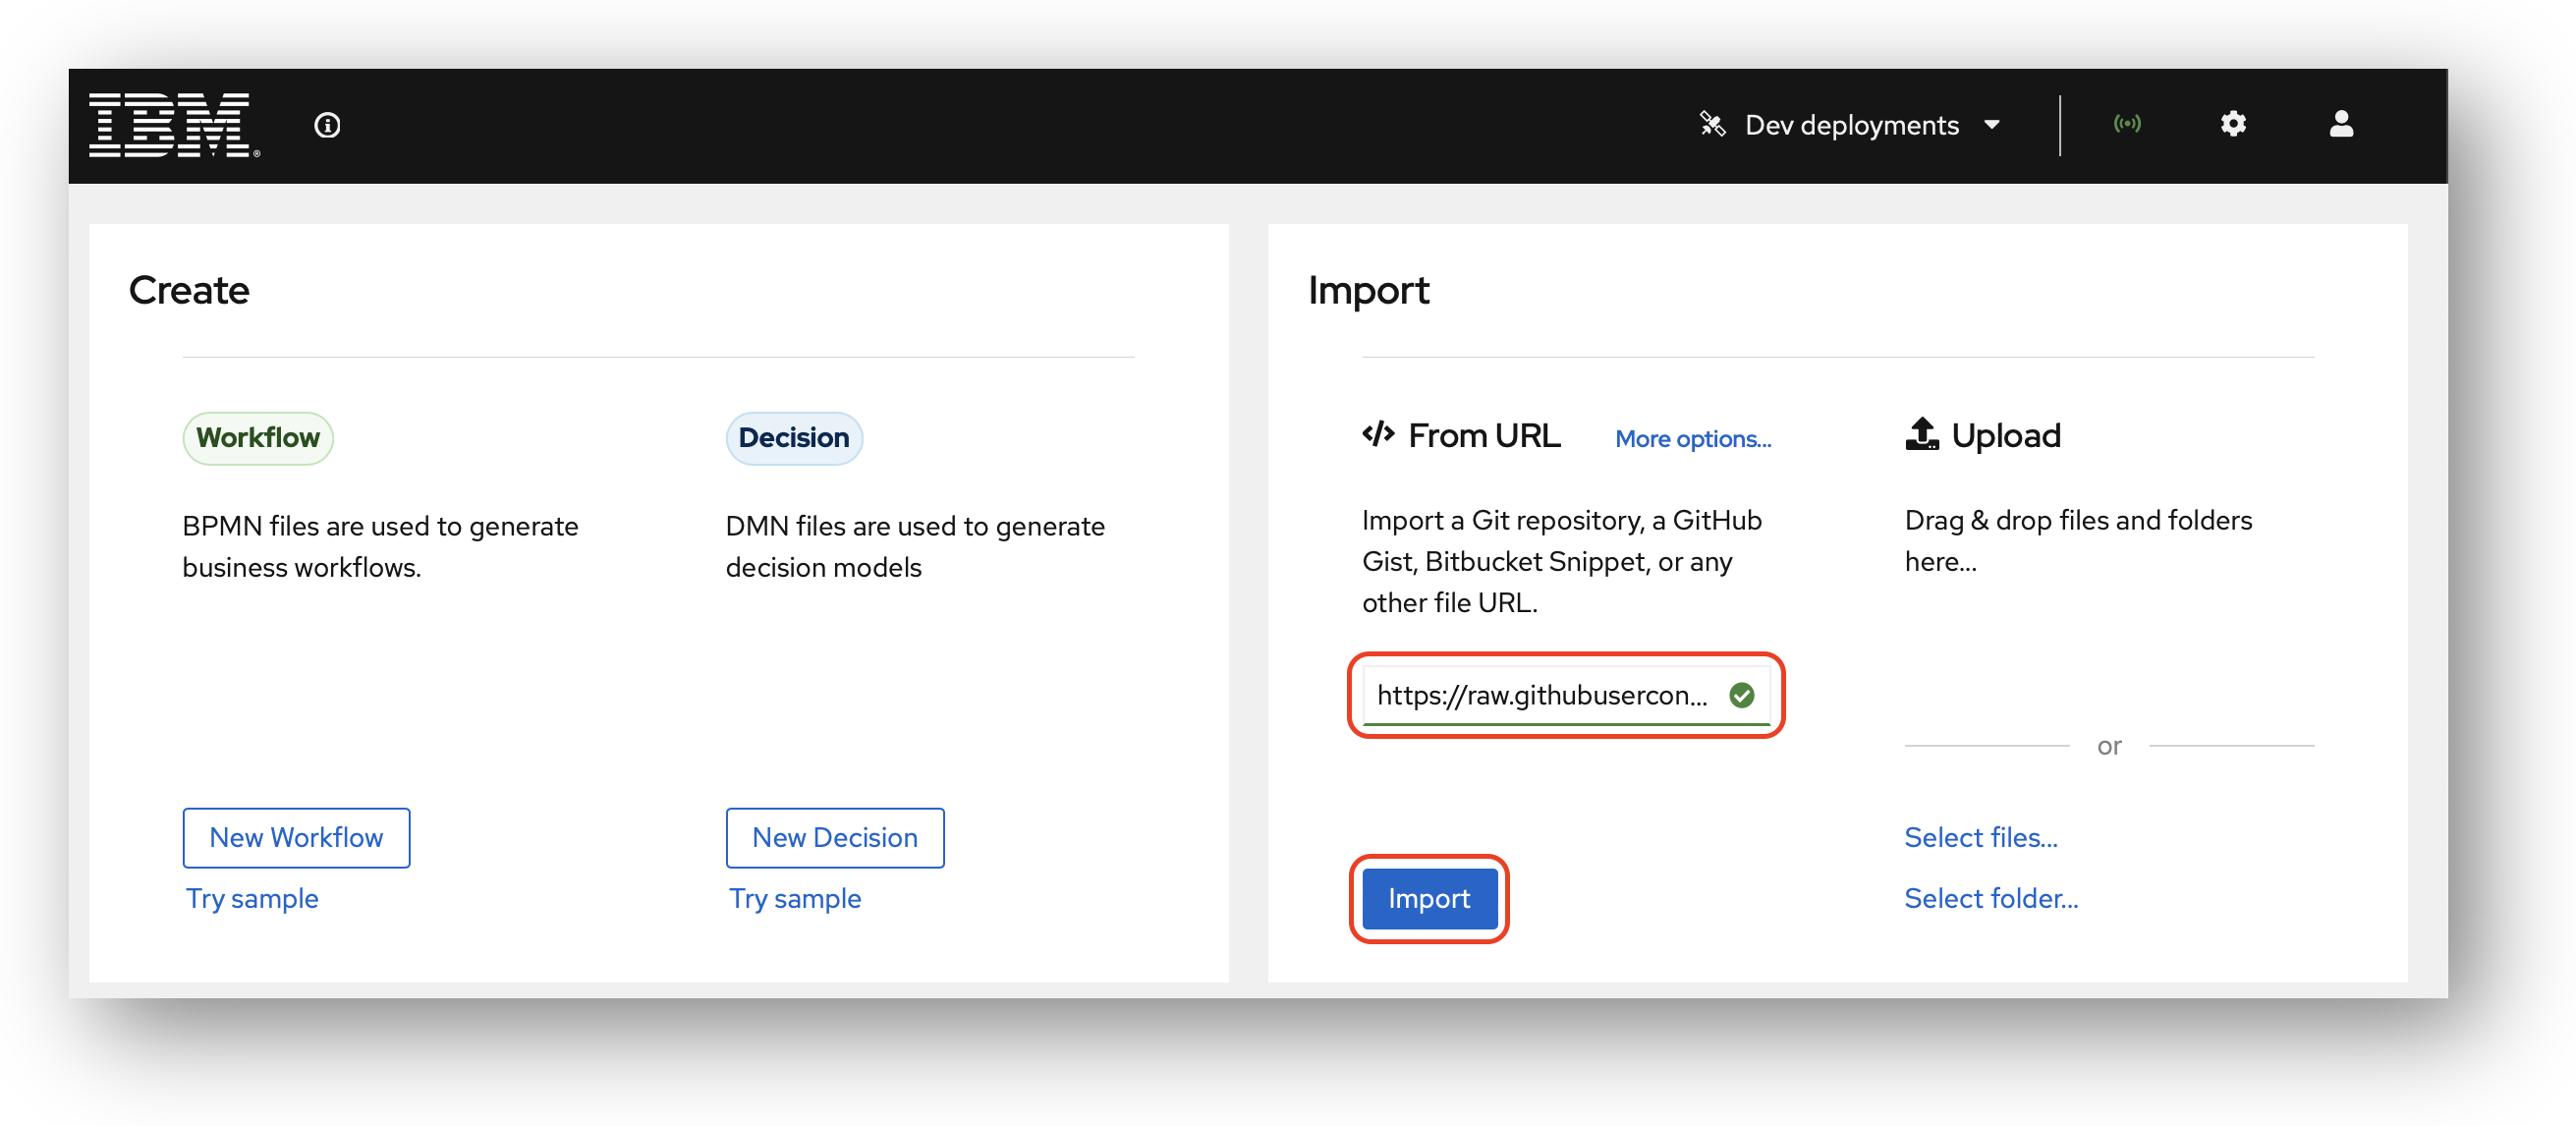 IBM®
Dev deployments
Create
Workflow
BPMN files are used to generate
business workflows.
New Workflow
Try sample
Decision
DMN files are used to generate
decision models
New Decision
Try sample
Import
From URL
More options...
Import a Git repository, a GitHub
Gist, Bitbucket Snippet, or any
other file URL.
https://raw.githubusercon...
Import
Upload
Drag & drop files and folders
here...
or
Select files...
Select folder...